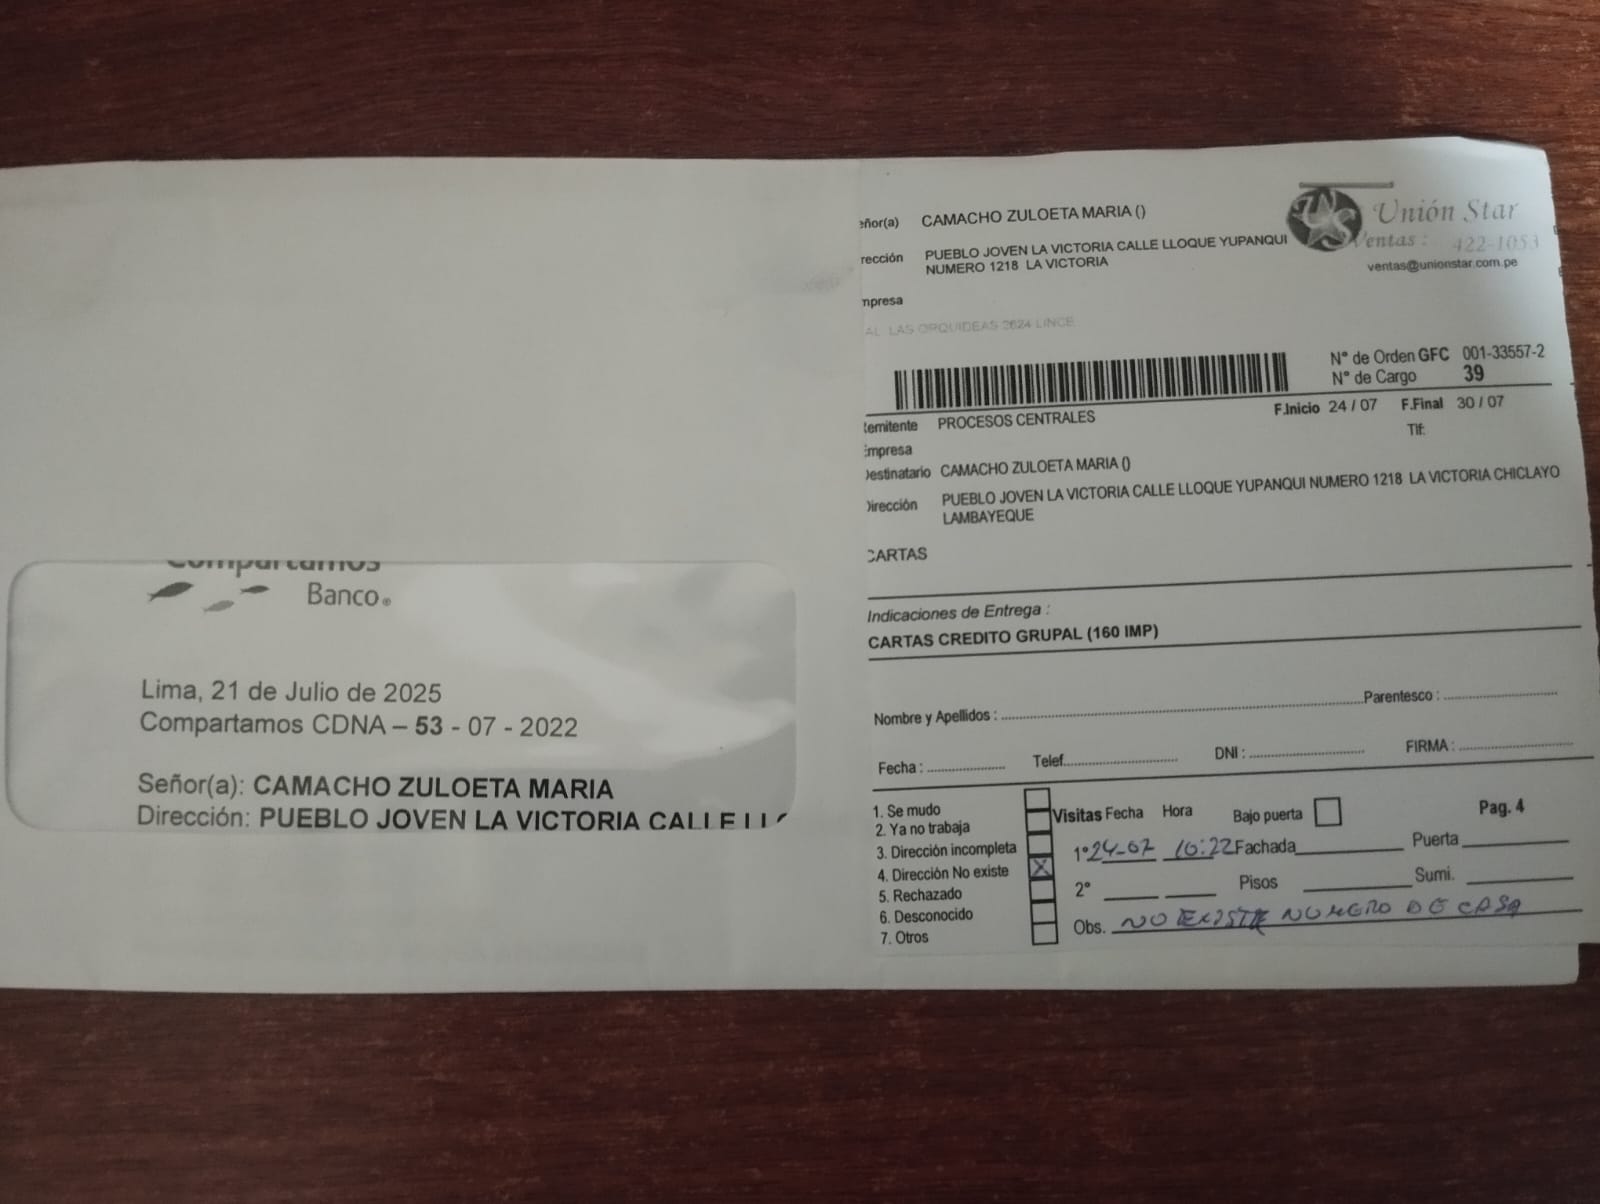 Compartamos
Banco®
Lima, 21 de Julio de 2025
Compartamos CDNA – 53 - 07 - 2022
Señor(a): CAMACHO ZULOETA MARIA
Dirección: PUEBLO JOVEN LA VICTORIA CALLE LLO
eñor(a) CAMACHO ZULOETA MARIA ()
US Unión Star
Ventas : 422-1053
ventas@unionstar.com.pe
rección PUEBLO JOVEN LA VICTORIA CALLE LLOQUE YUPANQUI
NUMERO 1218 LA VICTORIA
mpresa
AL LAS ORQUIDEAS 2624 LINCE
N° de Orden GFC 001-33557-2
N° de Cargo 39
F.Inicio 24 / 07 F.Final 30 / 07
Remitente PROCESOS CENTRALES
Tlf:
Empresa
Destinatario CAMACHO ZULOETA MARIA ()
Dirección PUEBLO JOVEN LA VICTORIA CALLE LLOQUE YUPANQUI NUMERO 1218 LA VICTORIA CHICLAYO
LAMBAYEQUE
CARTAS
Indicaciones de Entrega :
CARTAS CREDITO GRUPAL (160 IMP)
Nombre y Apellidos : Parentesco :
Fecha : Telef. DNI : FIRMA :
1. Se mudo
2. Ya no trabaja
3. Dirección incompleta
4. Dirección No existe X
5. Rechazado
6. Desconocido
7. Otros
Visitas Fecha Hora Bajo puerta Pag. 4
1° 24-07 10:22 Fachada Puerta
2° Pisos Sumi.
Obs. NO EXISTE NUMERO DE CASA